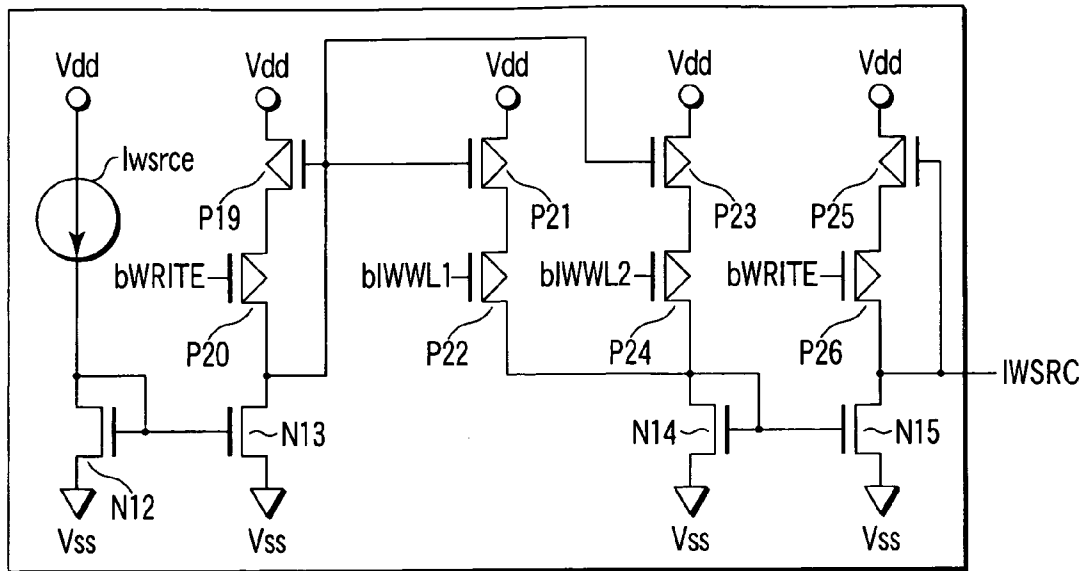 Vdd Vdd Vdd Vdd Vdd
Iwsrce
P19 P21 P23 P25
bWRITE bIWWL1 bIWWL2 bWRITE
P20 P22 P24 P26
IWSRC
N13 N14 N15
N12
Vss Vss Vss Vss